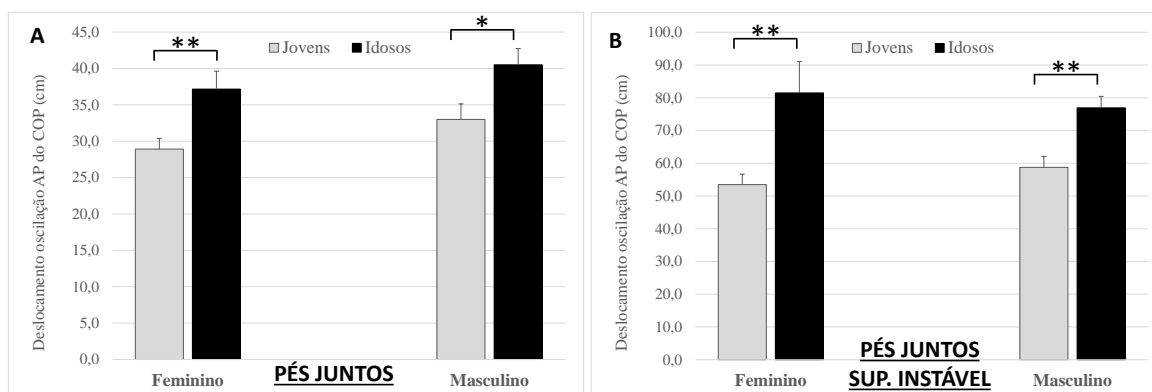 A
Deslocamento oscilação AP do COP (cm)
45,0
40,0
35,0
30,0
25,0
20,0
15,0
10,0
5,0
0,0
Jovens
Idosos
**
*
Feminino
PÉS JUNTOS
Masculino
B
Deslocamento oscilação AP do COP (cm)
100,0
90,0
80,0
70,0
60,0
50,0
40,0
30,0
20,0
10,0
0,0
Jovens
Idosos
**
**
Feminino
PÉS JUNTOS
SUP. INSTÁVEL
Masculino